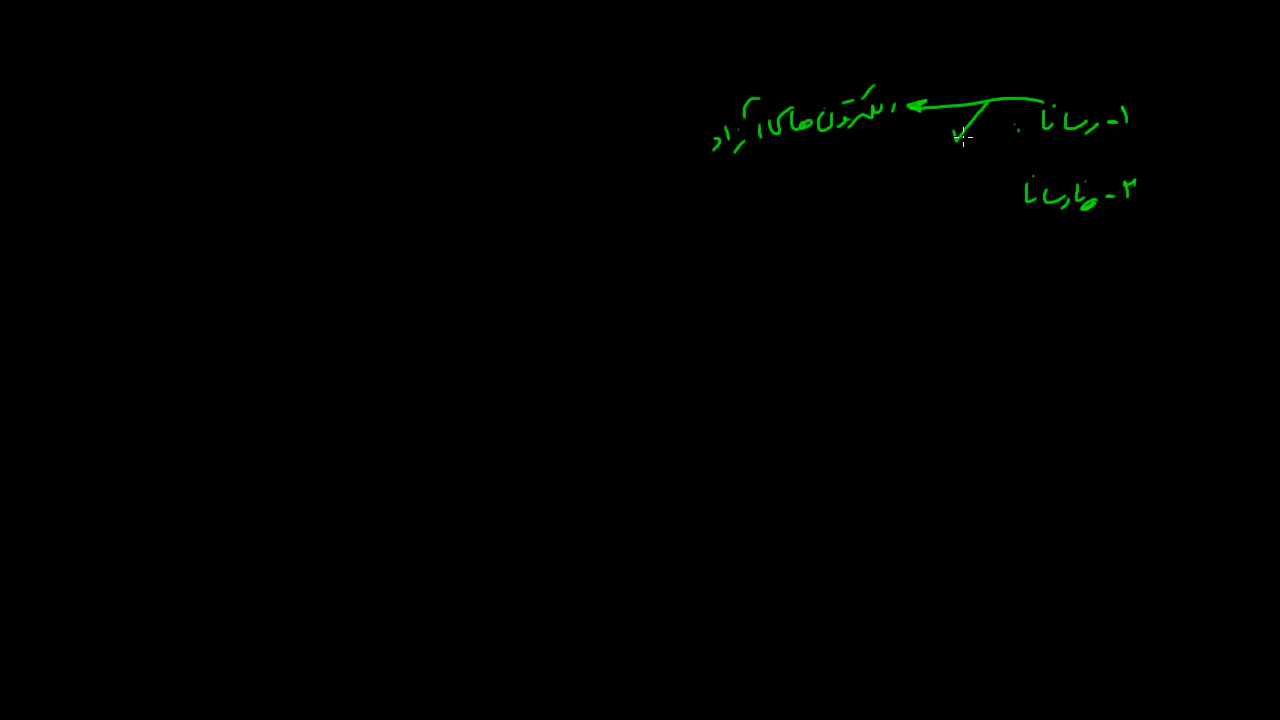 ۱- رسانا الکترون های آزاد
۲- نارسانا